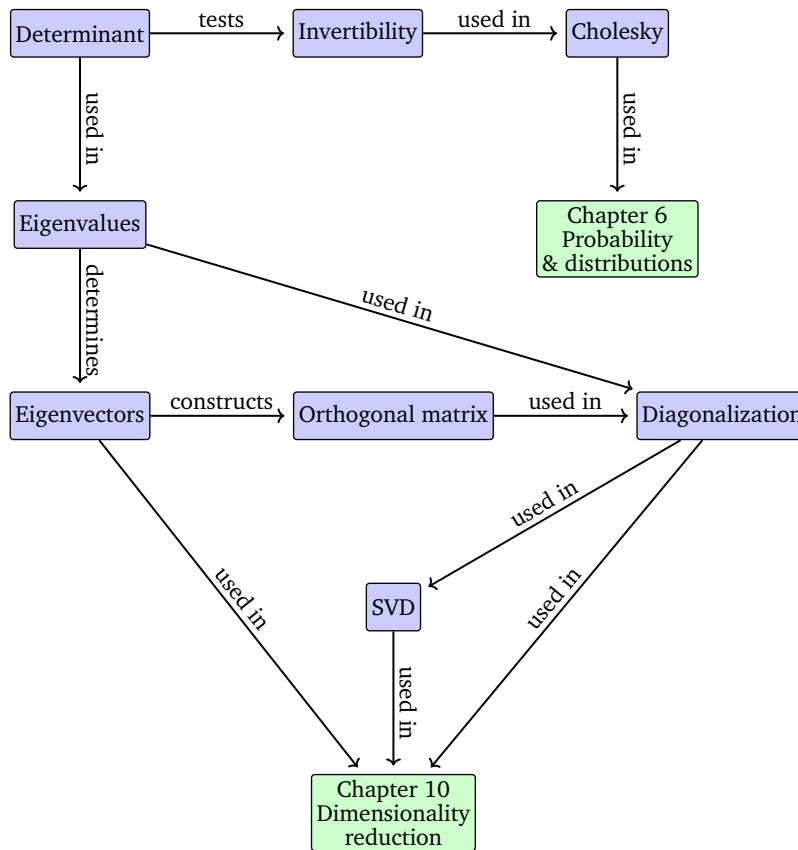 Determinant
tests
Invertibility
used in
Cholesky
used in
used in
Eigenvalues
Chapter 6
Probability
& distributions
determines
used in
Eigenvectors
constructs
Orthogonal matrix
used in
Diagonalization
used in
used in
used in
SVD
used in
Chapter 10
Dimensionality
reduction